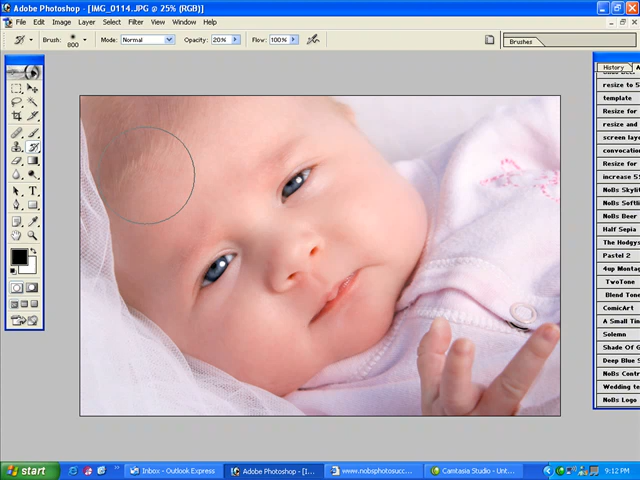 Adobe Photoshop - [IMG_0114.JPG @ 25% (RGB)]
File Edit Image Layer Select Filter View Window Help
Brush: 800 Mode: Normal Opacity: 20% Flow: 100% Brushes
History A
resize to 5
template
Resize for
resize and
screen laye
convocation
Resize for
increase 55
NoBs Skylig
NoBs Softli
NoBs Beer
Half Sepia
The Hodgys
Pastel 2
4up Montag
TwoTone
Blend Tone
ComicArt
A Small Tin
Solemn
Shade Of G
Deep Blue S
NoBs Contr
Wedding te
NoBs Logo
start Inbox - Outlook Express Adobe Photoshop - [I... www.nobsphotosucc... Camtasia Studio - Unt... 9:12 PM